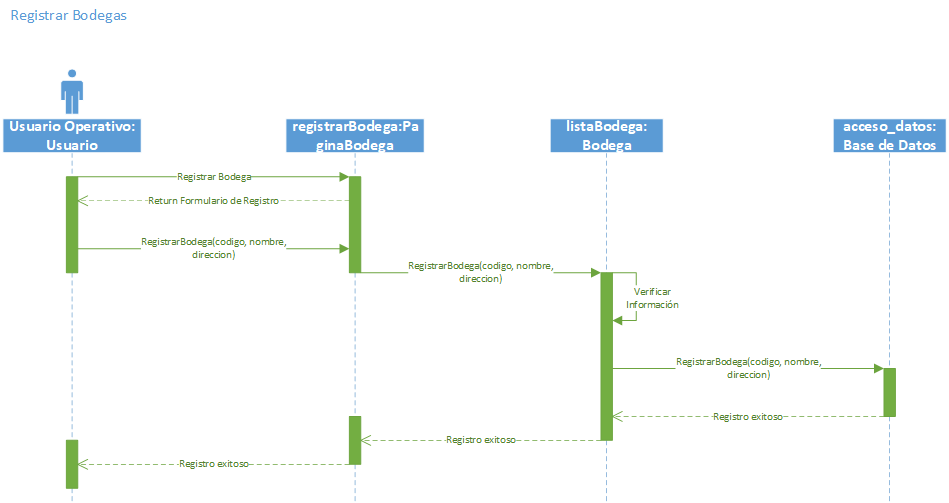 Registrar Bodegas
Usuario Operativo:
Usuario
registrarBodega:Pa
ginaBodega
listaBodega:
Bodega
acceso_datos:
Base de Datos
Registrar Bodega
Return Formulario de Registro
RegistrarBodega(codigo, nombre,
direccion)
RegistrarBodega(codigo, nombre,
direccion)
Verificar
Información
RegistrarBodega(codigo, nombre,
direccion)
Registro exitoso
Registro exitoso
Registro exitoso